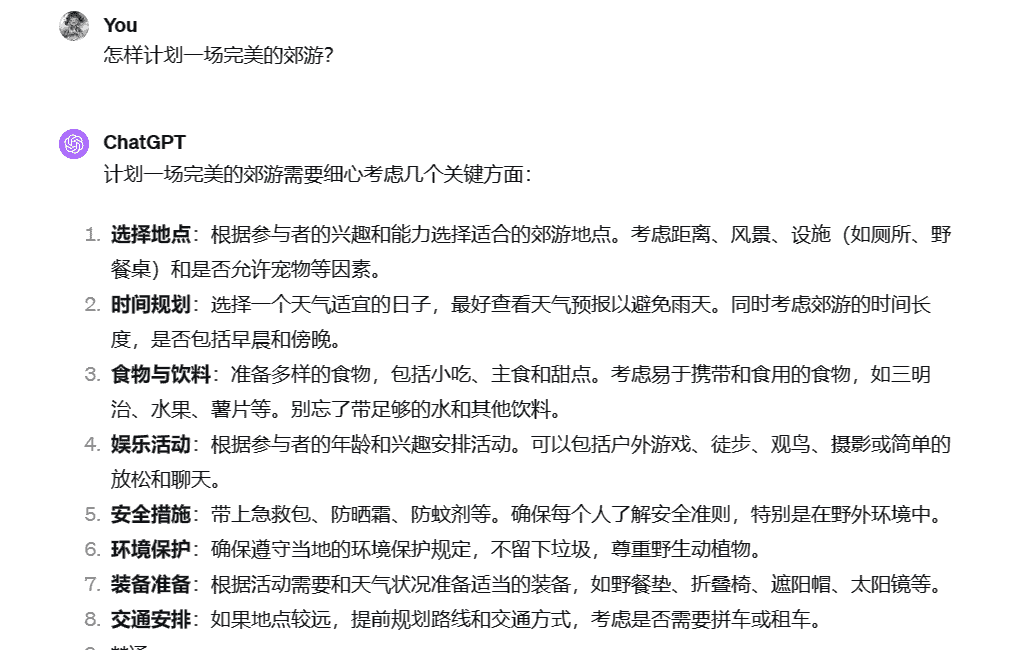 You
怎样计划一场完美的郊游？
ChatGPT
计划一场完美的郊游需要细心考虑几个关键方面：
1. 选择地点：根据参与者的兴趣和能力选择适合的郊游地点。考虑距离、风景、设施（如厕所、野
餐桌）和是否允许宠物等因素。
2. 时间规划：选择一个天气适宜的日子，最好查看天气预报以避免雨天。同时考虑郊游的时间长
度，是否包括早晨和傍晚。
3. 食物与饮料：准备多样的食物，包括小吃、主食和甜点。考虑易于携带和食用的食物，如三明
治、水果、薯片等。别忘了带足够的水和其他饮料。
4. 娱乐活动：根据参与者的年龄和兴趣安排活动。可以包括户外游戏、徒步、观鸟、摄影或简单的
放松和聊天。
5. 安全措施：带上急救包、防晒霜、防蚊剂等。确保每个人了解安全准则，特别是在野外环境中。
6. 环境保护：确保遵守当地的环境保护规定，不留下垃圾，尊重野生动植物。
7. 装备准备：根据活动需要和天气状况准备适当的装备，如野餐垫、折叠椅、遮阳帽、太阳镜等。
8. 交通安排：如果地点较远，提前规划路线和交通方式，考虑是否需要拼车或租车。